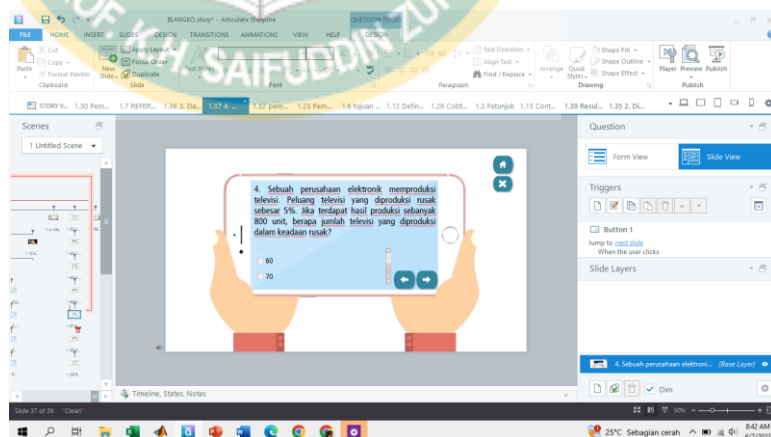 BLANGKO.story* - Articulate Storyline
QUESTION TOOLS
FILE HOME INSERT SLIDES DESIGN TRANSITIONS ANIMATIONS VIEW HELP DESIGN
Cut
Copy
Format Painter
Paste
Clipboard
New Slide
Apply Layout
Focus Order
Duplicate
Slide
Text Styles
Font
Text Direction
Align Text
Find / Replace
Paragraph
Arrange
Quick Styles
Shape Fill
Shape Outline
Shape Effect
Drawing
Player Preview Publish
Publish
SAIFUDDIN ZU
STORY V... 1.30 Pem... 1.7 REFER... 1.36 3. Da... 1.37 4. ... 1.32 pem... 1.23 Pem... 1.6 tujuan ... 1.12 Defin... 1.28 Cobt... 1.3 Petunjuk 1.13 Cont... 1.39 Resul... 1.35 2. Di...
Scenes
1 Untitled Scene
4. Sebuah perusahaan elektronik memproduksi
televisi. Peluang televisi yang diproduksi rusak
sebesar 5%. Jika terdapat hasil produksi sebanyak
800 unit, berapa jumlah televisi yang diproduksi
dalam keadaan rusak?
60
70
Question
Form View
Slide View
Triggers
Button 1
Jump to next slide
When the user clicks
Slide Layers
4. Sebuah perusahaan elektroni... (Base Layer)
Dim
Timeline, States, Notes
Slide 37 of 39 'Clean'
50%
25°C Sebagian cerah
8:42 AM